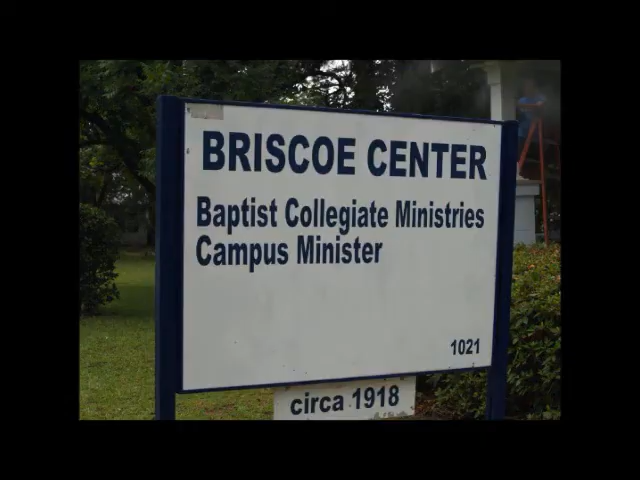 BRISCOE CENTER
Baptist Collegiate Ministries
Campus Minister
1021
circa 1918